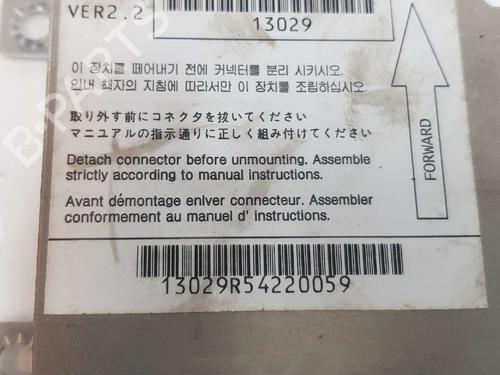 VER2.2
13029
이 장치를 떼어내기 전에 커넥터를 분리 시키시오.
안내 책자의 지침에 따라서만 이 장치를 조립하십시오.
取り外す前にコネクタを抜いてください
マニユアルの指示通りに正しく組み付けてください
Detach connector before unmounting. Assemble
strictly according to manual instructions.
Avant démontage enlver connecteur. Assembler
conformement au manuel d' instructions.
FORWARD
13029R54220059
B-PARTS